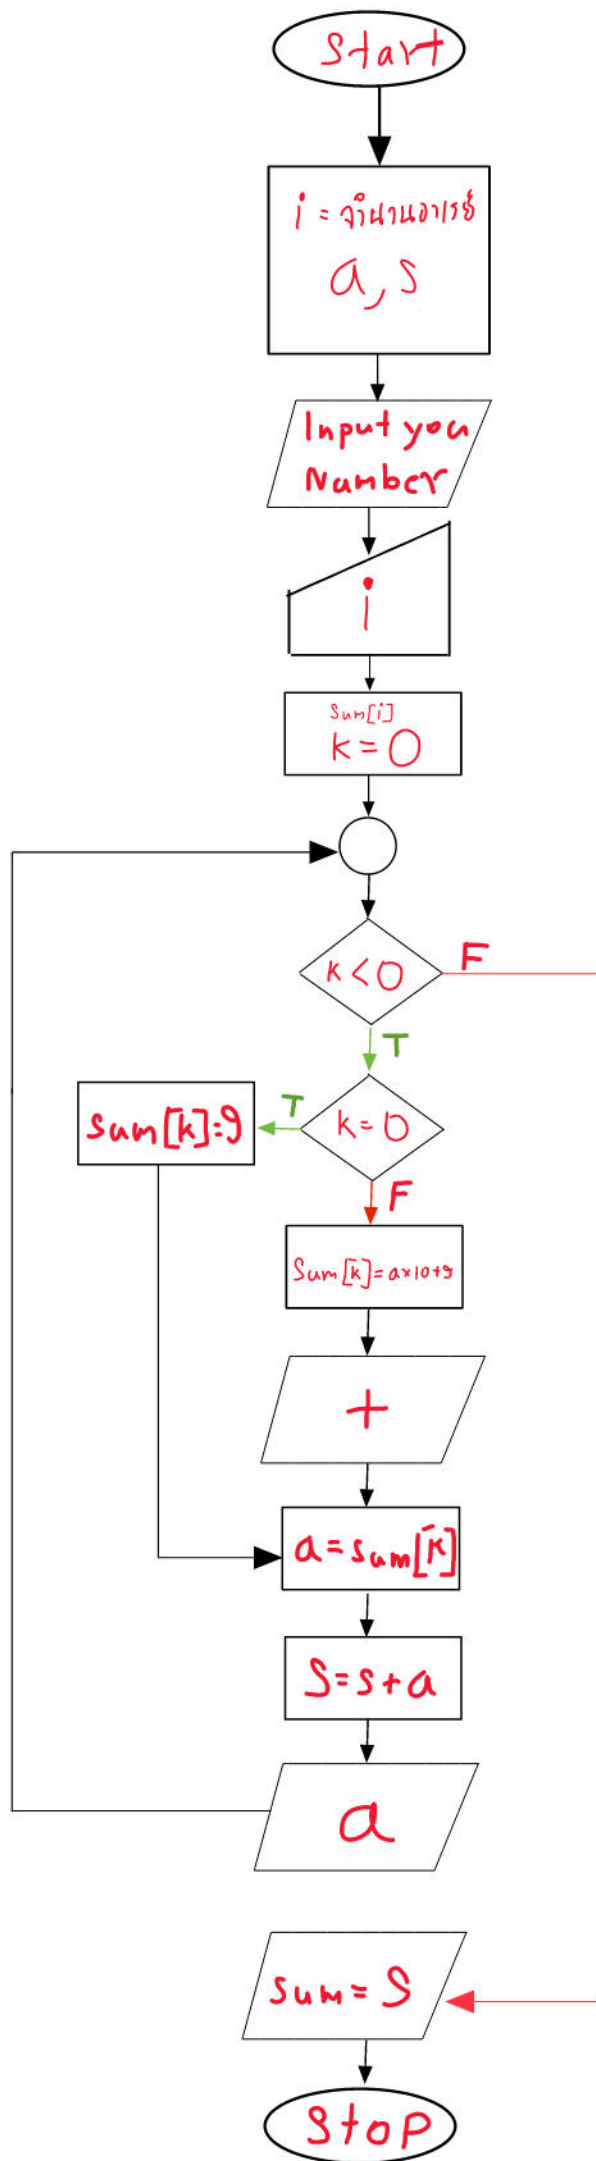 Start
i = จำนานอาเรย์
a, s
Input you
Number
i
Sum[i]
k = 0
k < 0
F
T
k = 0
T
Sum[k]=9
F
Sum[k]=a×10+9
+
a = sum[k]
S = s + a
a
sum = S
Stop